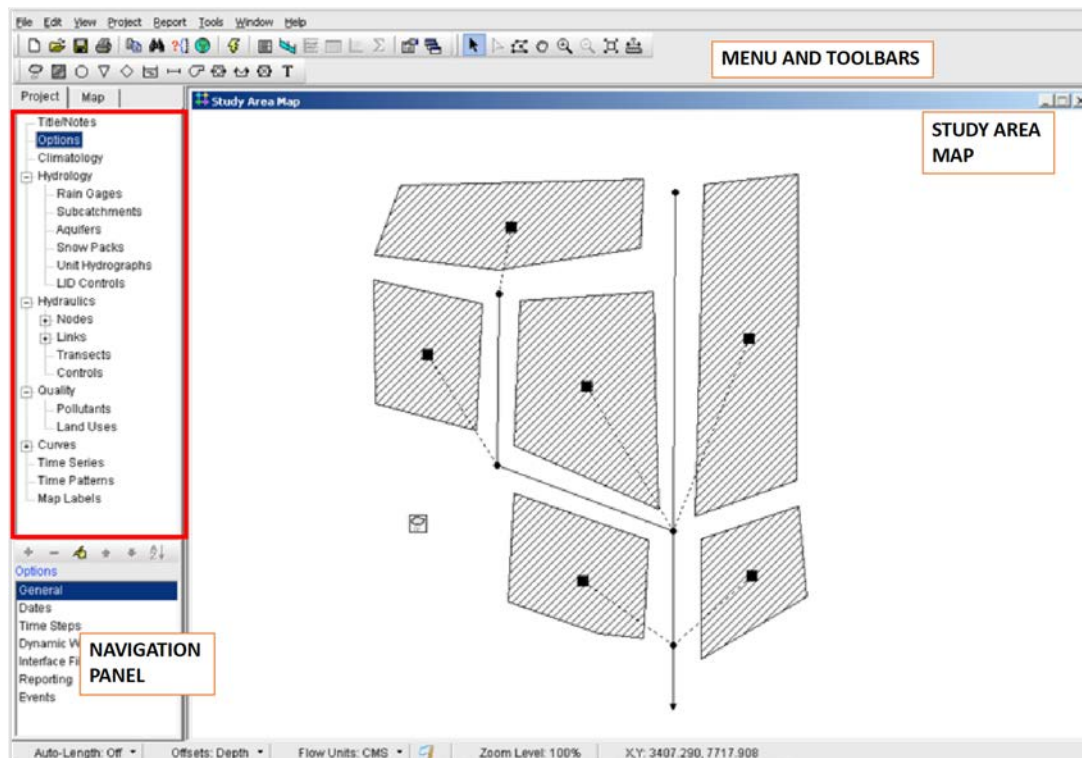 File Edit View Project Report Tools Window Help
MENU AND TOOLBARS
T
Project Map
Study Area Map
STUDY AREA
MAP
Title/Notes
Options
Climatology
Hydrology
Rain Gages
Subcatchments
Aquifers
Snow Packs
Unit Hydrographs
LID Controls
Hydraulics
Nodes
Links
Transects
Controls
Quality
Pollutants
Land Uses
Curves
Time Series
Time Patterns
Map Labels
Options
General
Dates
Time Steps
Dynamic W
Interface Fi
Reporting
Events
NAVIGATION
PANEL
Auto-Length: Off Offsets: Depth Flow Units: CMS Zoom Level: 100% X,Y: 3407.290, 7717.908